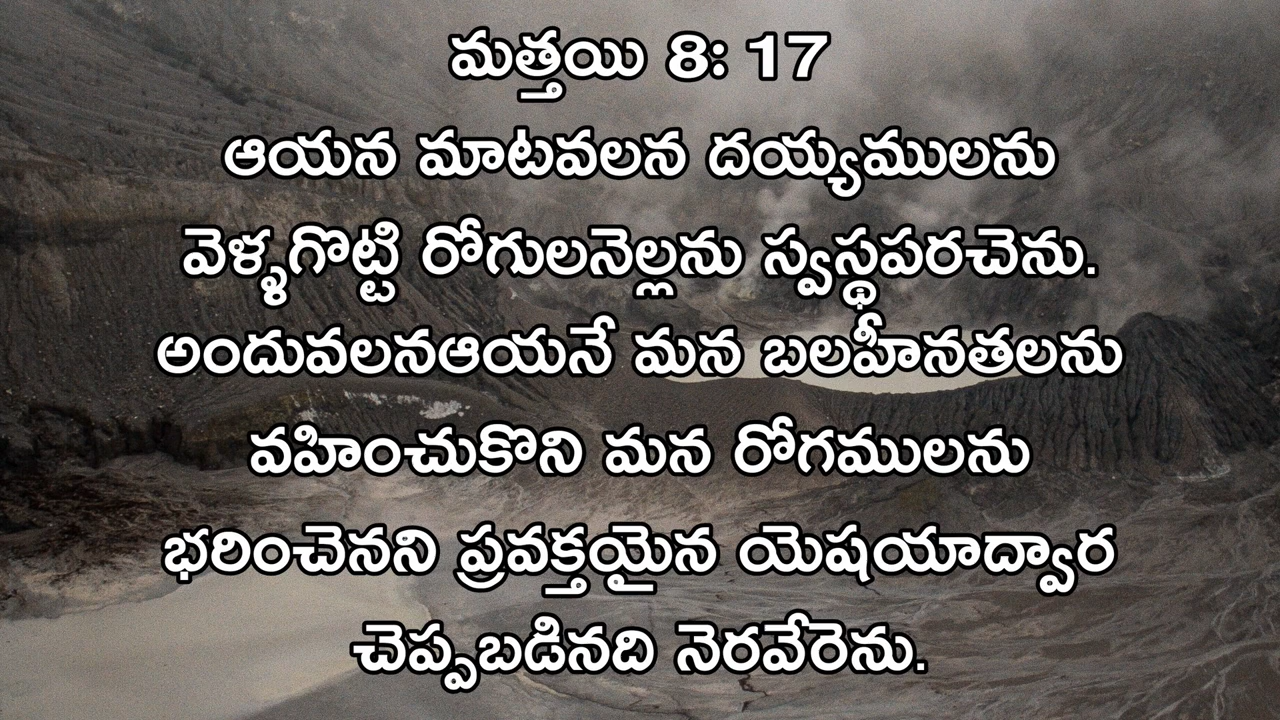 మత్తయి 8: 17
ఆయన మాటవలన దయ్యములను
వెళ్ళగొట్టి రోగులనెల్లను స్వస్థపరచెను.
అందువలనఆయనే మన బలహీనతలను
వహించుకొని మన రోగములను
భరించెనని ప్రవక్తయైన యెషయాద్వార
చెప్పబడినది నెరవేరెను.